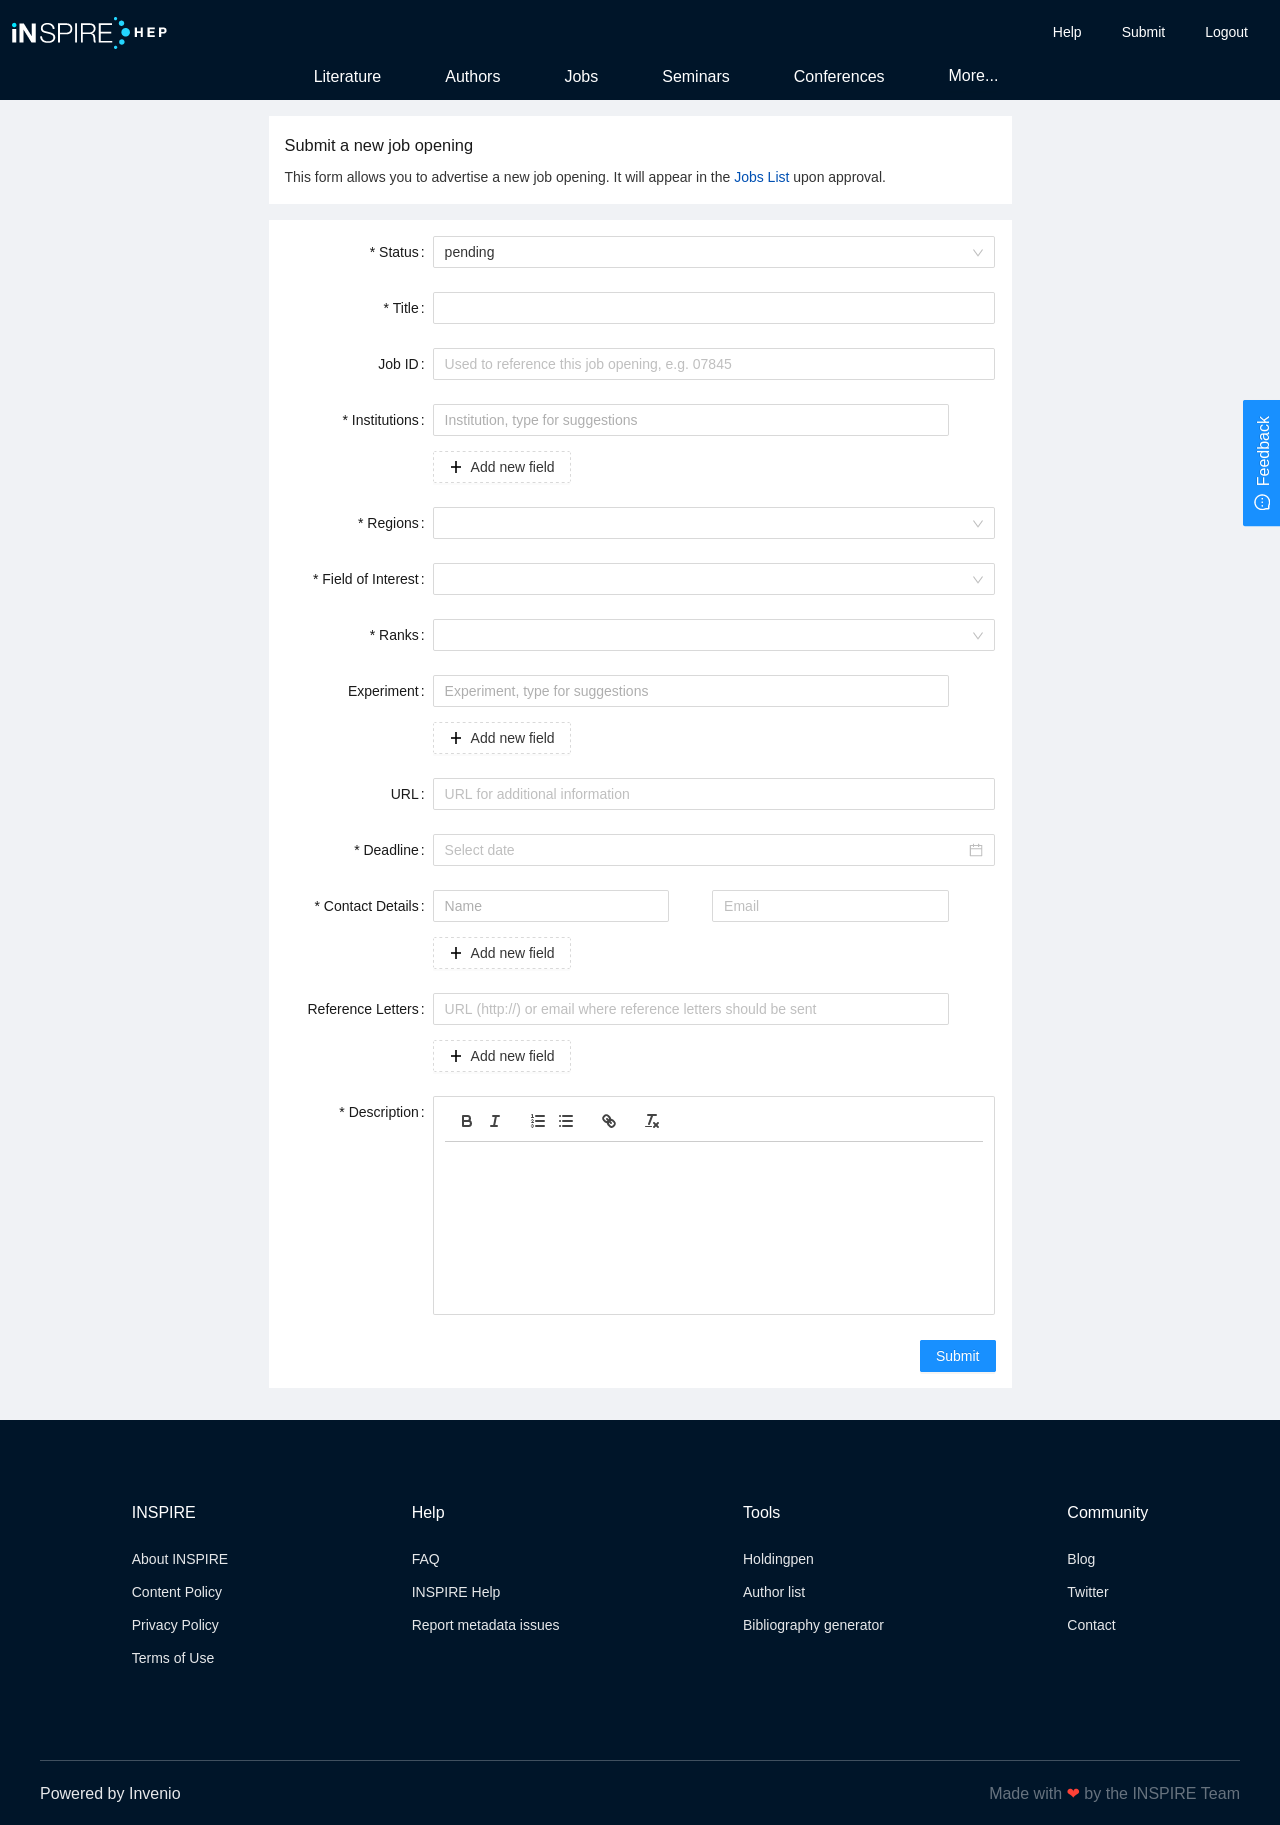 iNSPIRE HEP
Help Submit Logout
Literature Authors Jobs Seminars Conferences More...
Submit a new job opening
This form allows you to advertise a new job opening. It will appear in the Jobs List upon approval.
* Status : pending
* Title :
Job ID : Used to reference this job opening, e.g. 07845
* Institutions : Institution, type for suggestions
Add new field
* Regions :
* Field of Interest :
* Ranks :
Experiment : Experiment, type for suggestions
Add new field
URL : URL for additional information
* Deadline : Select date
* Contact Details : Name Email
Add new field
Reference Letters : URL (http://) or email where reference letters should be sent
Add new field
* Description :
Submit
Feedback
INSPIRE Help Tools Community
About INSPIRE FAQ Holdingpen Blog
Content Policy INSPIRE Help Author list Twitter
Privacy Policy Report metadata issues Bibliography generator Contact
Terms of Use
Powered by Invenio Made with ❤ by the INSPIRE Team